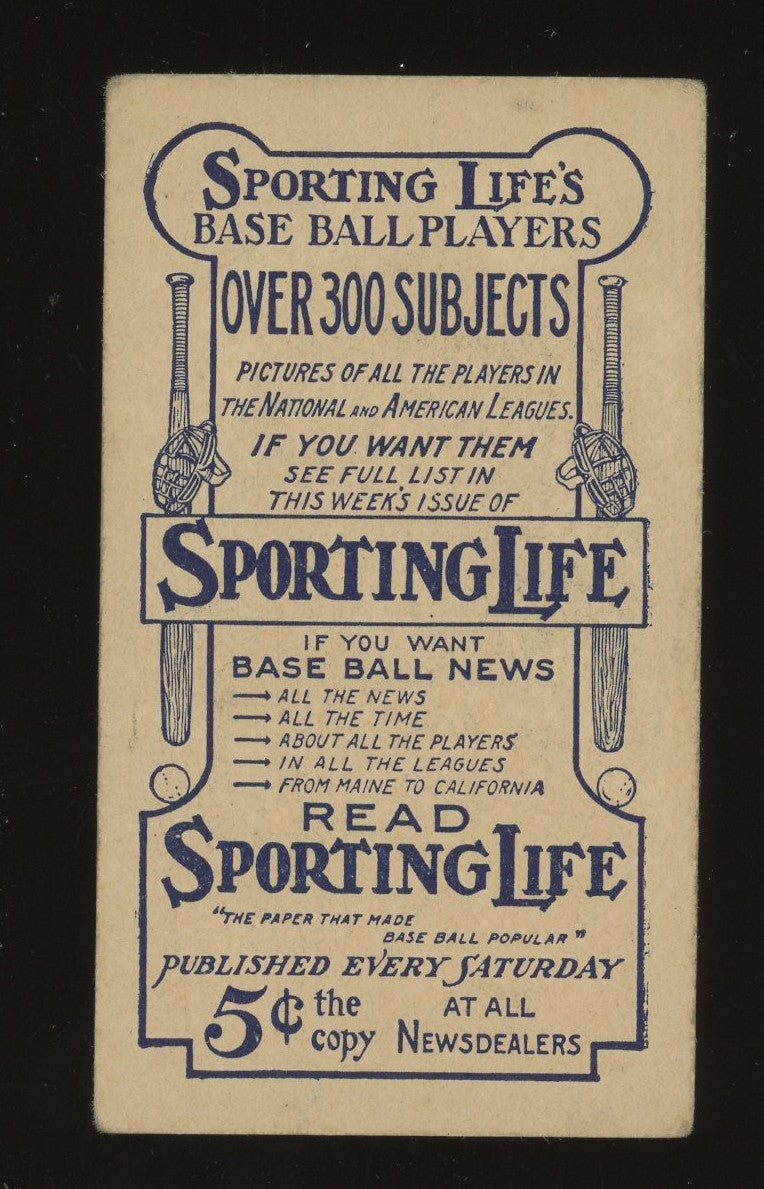 SPORTING LIFE'S
BASE BALL PLAYERS
OVER 300 SUBJECTS
PICTURES OF ALL THE PLAYERS IN
THE NATIONAL AND AMERICAN LEAGUES.
IF YOU WANT THEM
SEE FULL LIST IN
THIS WEEK'S ISSUE OF
SPORTING LIFE
IF YOU WANT
BASE BALL NEWS
→ ALL THE NEWS
→ ALL THE TIME
→ ABOUT ALL THE PLAYERS
→ IN ALL THE LEAGUES
→ FROM MAINE TO CALIFORNIA
READ
SPORTING LIFE
"THE PAPER THAT MADE
BASE BALL POPULAR"
PUBLISHED EVERY SATURDAY
5¢ the copy AT ALL NEWSDEALERS